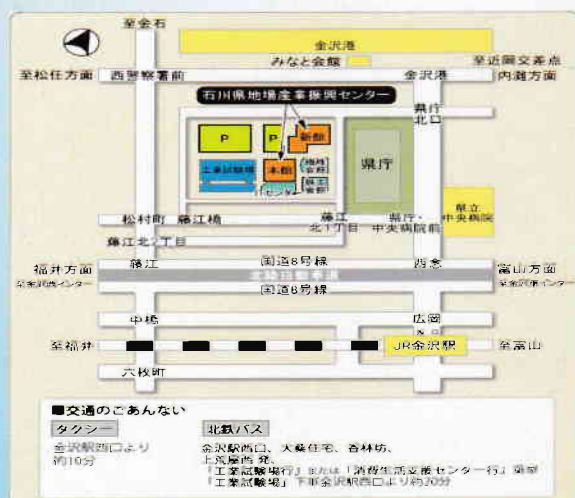 至金石
金沢港
みなと会館
至近岡交差点
至松任方面
西警察署前
金沢港
内灘方面
石川県地場産業振興センター
県庁
北口
P
P
新館
工業試験場
本館
県庁
県立
中央病院
松村町
藤江橋
藤江
北1丁目
県庁・
中央病院前
藤江北2丁目
福井方面
藤江
国道8号線
西念
富山方面
北陸自動車道
国道8号線
中橋
広岡
至福井
JR金沢駅
至富山
六枚町
■交通のごあんない
タクシー
金沢駅西口より
約10分
北鉄バス
金沢駅西口、大桑住宅、香林坊、
上荒屋西 発、
「工業試験場行」または「消費生活支援センター行」乗車
「工業試験場」下車金沢駅西口より約20分